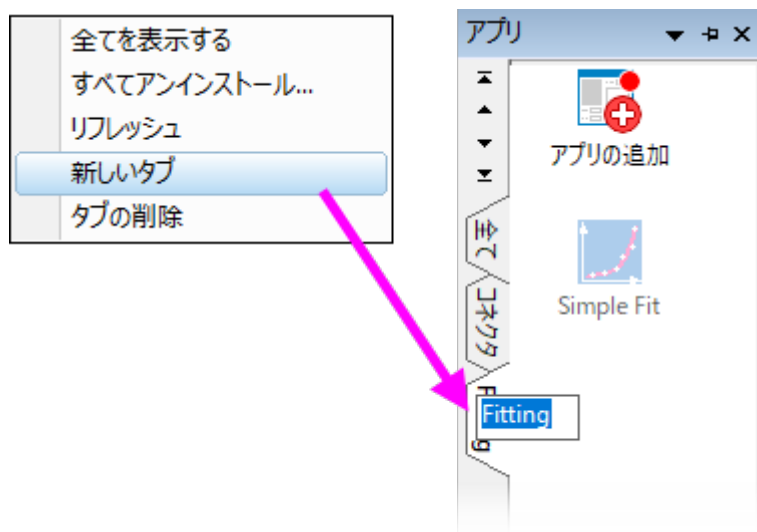 全てを表示する
すべてアンインストール...
リフレッシュ
新しいタブ
タブの削除
アプリ
アプリの追加
Simple Fit
全て
コネクタ
Fitting